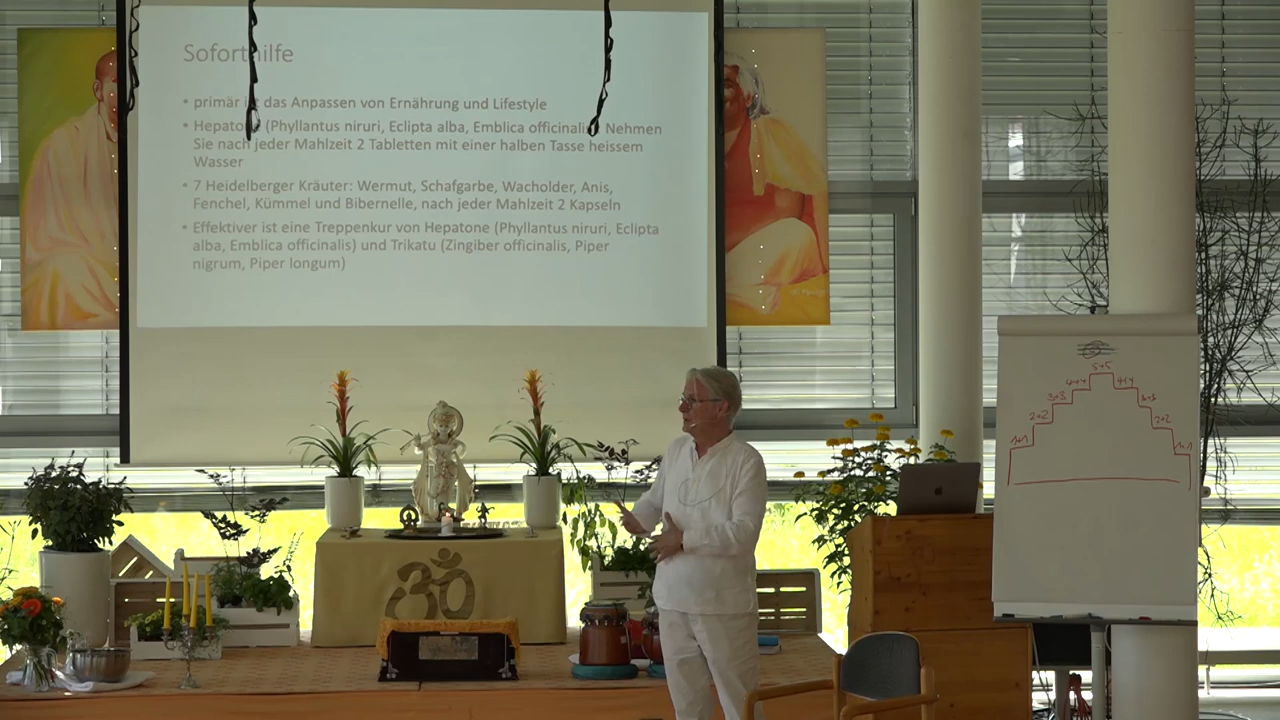 Soforthilfe
• primär ist das Anpassen von Ernährung und Lifestyle
• Hepatone (Phyllantus niruri, Eclipta alba, Emblica officinalis) Nehmen
Sie nach jeder Mahlzeit 2 Tabletten mit einer halben Tasse heissem
Wasser
• 7 Heidelberger Kräuter: Wermut, Schafgarbe, Wacholder, Anis,
Fenchel, Kümmel und Bibernelle, nach jeder Mahlzeit 2 Kapseln
• Effektiver ist eine Treppenkur von Hepatone (Phyllantus niruri, Eclipta
alba, Emblica officinalis) und Trikatu (Zingiber officinalis, Piper
nigrum, Piper longum)
5+5
4+4 4+4
3+3 3+3
2+2 2+2
1+1 1+1
ॐ